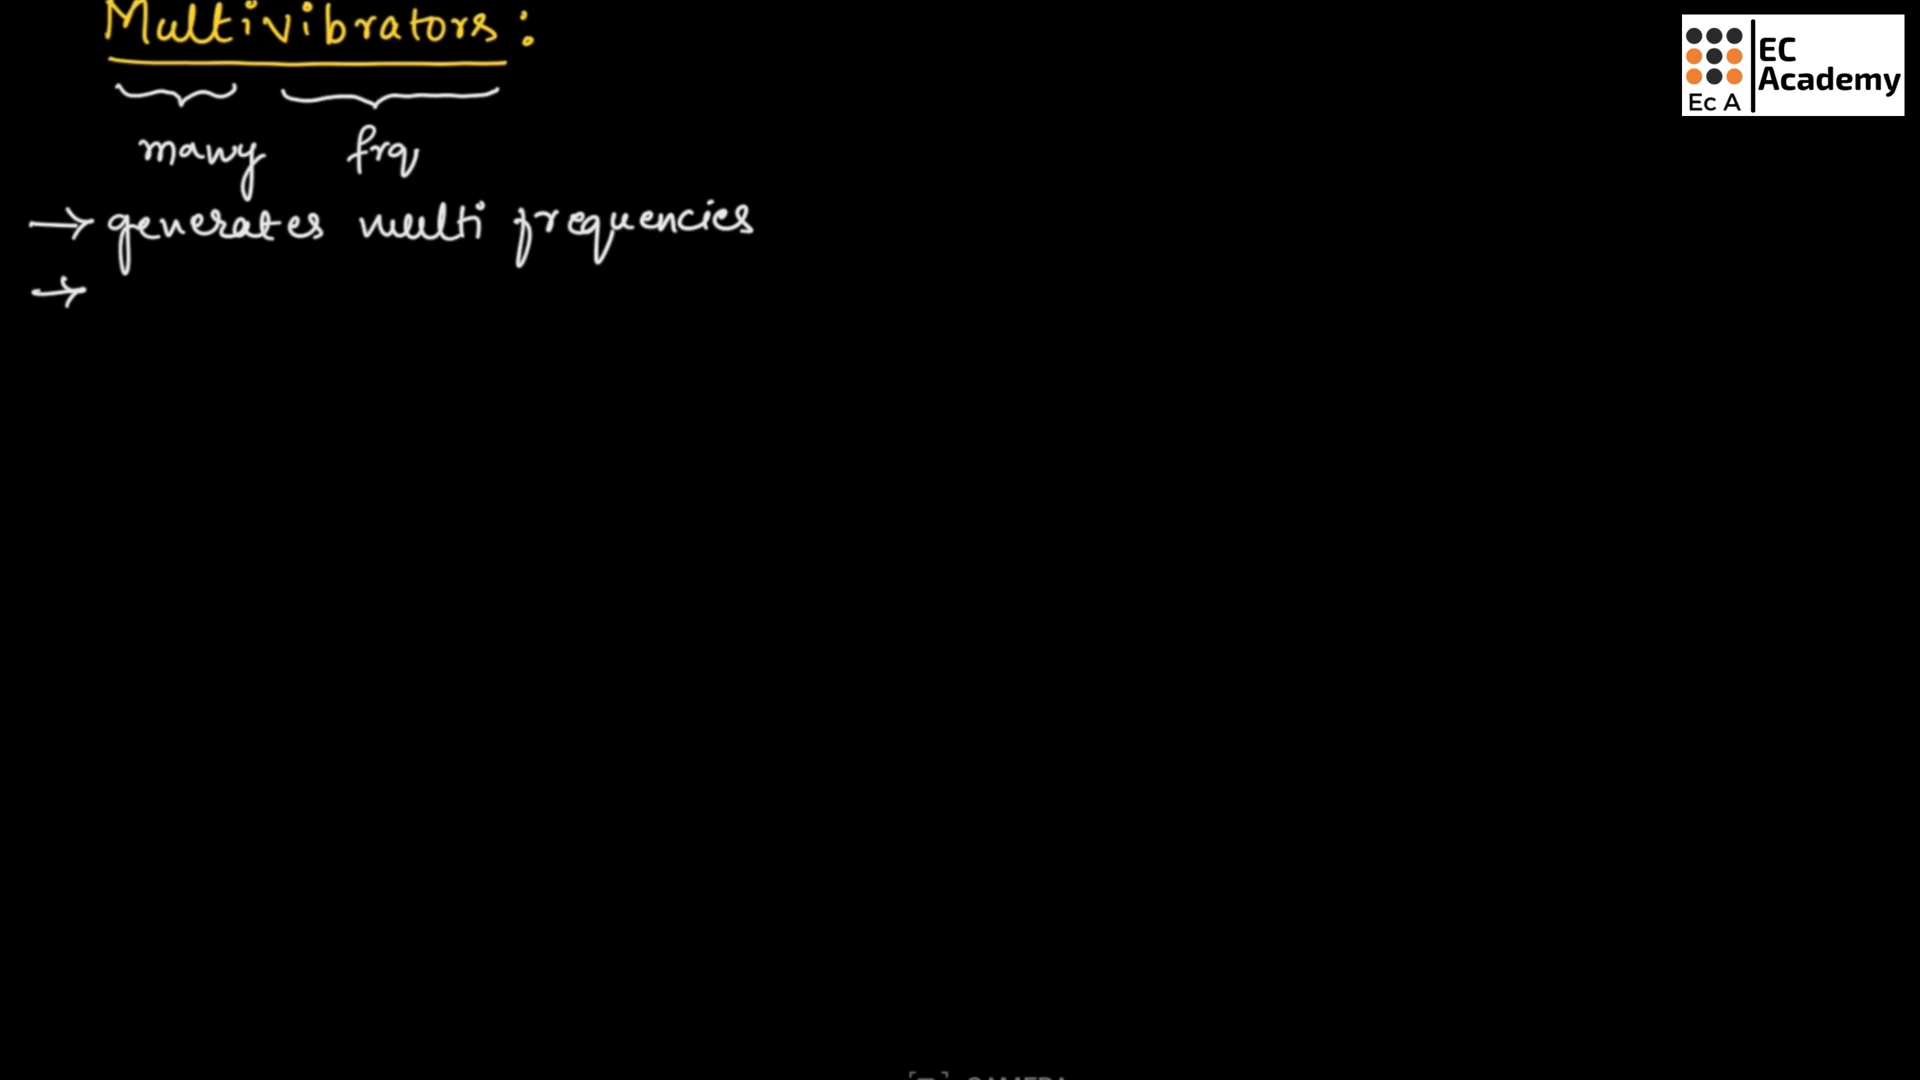 Multivibrators :
many frq
→ generates multi frequencies
→
EC
Academy
Ec A